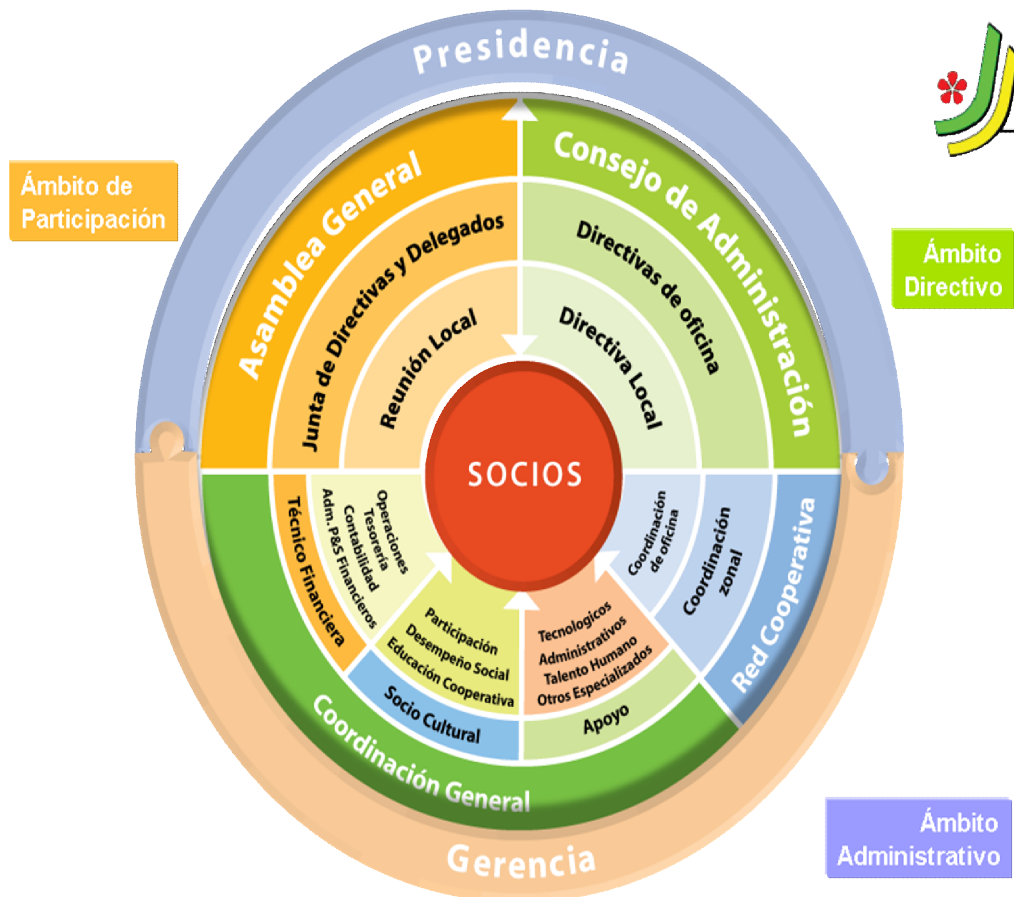 Presidencia
Ámbito de
Participación
Ámbito
Directivo
Asamblea General
Junta de Directivas y Delegados
Reunión Local
Consejo de Administración
Directivas de oficina
Directiva Local
SOCIOS
Técnico Financiera
Operaciones
Tesorería
Contabilidad
Adm. P&S Financieros
Participación
Desempeño Social
Educación Cooperativa
Socio Cultural
Tecnologicos
Administrativos
Talento Humano
Otros Especializados
Apoyo
Coordinación
de oficina
Coordinación
zonal
Red Cooperativa
Coordinación General
Gerencia
Ámbito
Administrativo